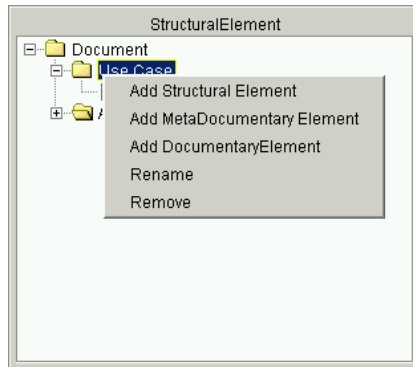 StructuralElement
Document
Use Case
Add Structural Element
Add MetaDocumentary Element
Add DocumentaryElement
Rename
Remove